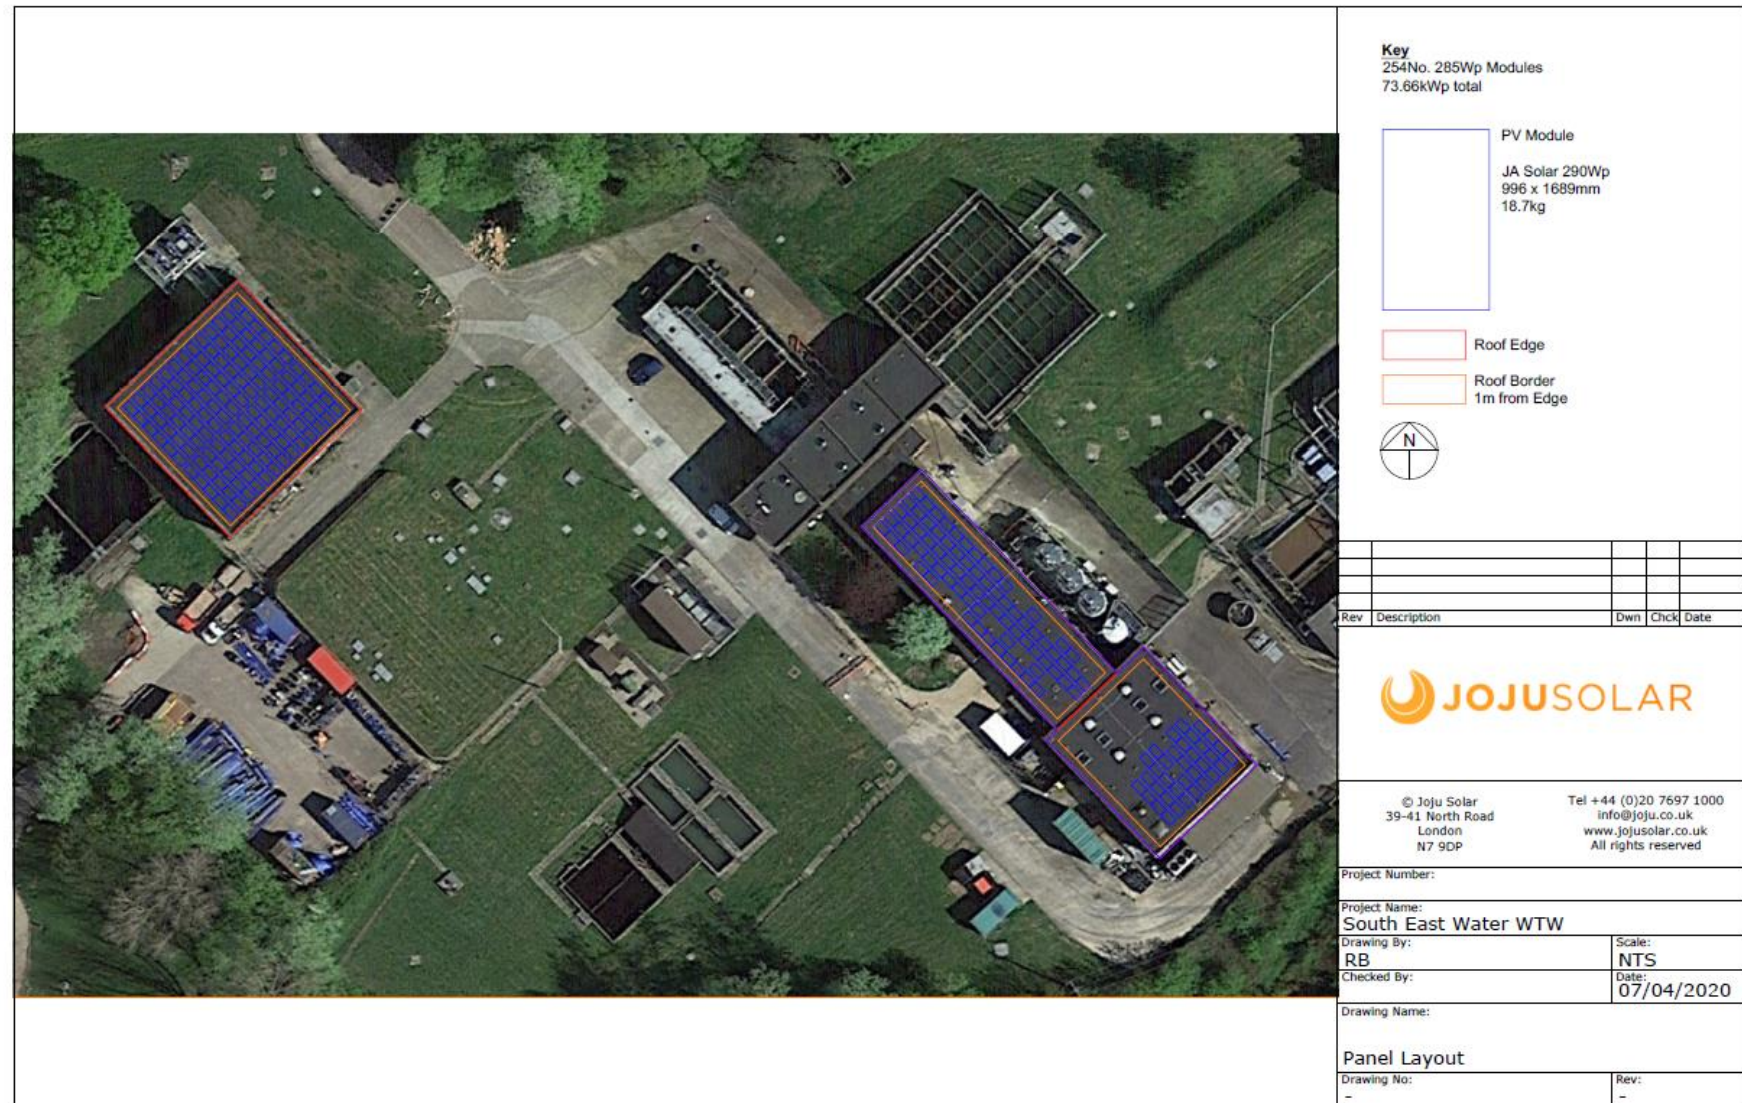 Key
254No. 285Wp Modules
73.66kWp total
PV Module
JA Solar 290Wp
996 x 1689mm
18.7kg
Roof Edge
Roof Border
1m from Edge
N
Rev Description Dwn Chck Date
JOJUSOLAR
© Joju Solar
39-41 North Road
London
N7 9DP
Tel +44 (0)20 7697 1000
info@joju.co.uk
www.jojusolar.co.uk
All rights reserved
Project Number:
Project Name:
South East Water WTW
Drawing By:
RB
Scale:
NTS
Checked By:
Date:
07/04/2020
Drawing Name:
Panel Layout
Drawing No:
-
Rev:
-